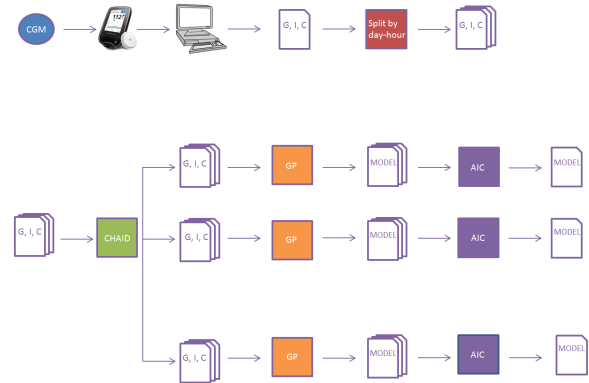 CGM
112
G, I, C
Split by
day-hour
G, I, C
G, I, C
GP
MODEL
AIC
MODEL
G, I, C
CHAID
G, I, C
GP
MODEL
AIC
MODEL
G, I, C
GP
MODEL
AIC
MODEL